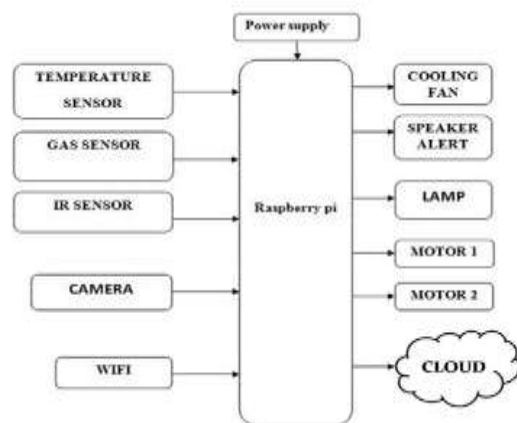 Power supply
TEMPERATURE
SENSOR
GAS SENSOR
IR SENSOR
CAMERA
WIFI
Raspberry pi
COOLING
FAN
SPEAKER
ALERT
LAMP
MOTOR 1
MOTOR 2
CLOUD